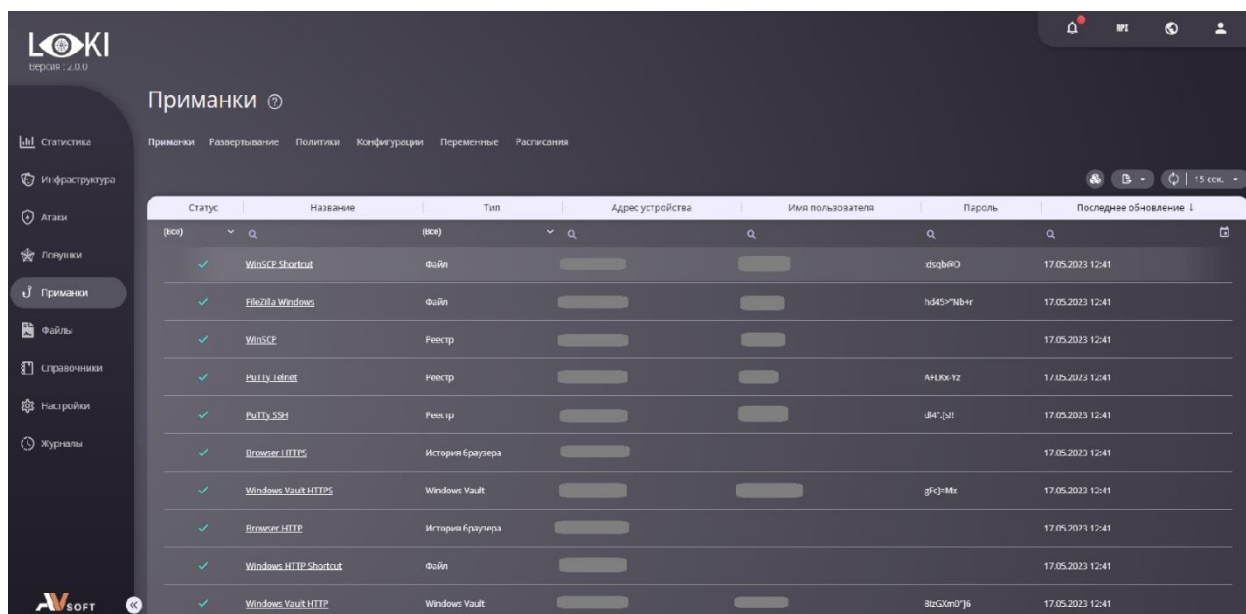 LOKI
Версия : 2.0.0
API
Приманки
Статистика
Приманки Развертывание Политики Конфигурации Переменные Расписания
Инфраструктура
15 сек.
Атаки
Статус Название Тип Адрес устройства Имя пользователя Пароль Последнее обновление ↓
(Все) (Все)
Ловушки
WinSCP Shortcut Файл 17.05.2023 12:41
Приманки
FileZilla Windows Файл 17.05.2023 12:41
Файлы
WinSCP Реестр 17.05.2023 12:41
Справочники
PuTTy Telnet Реестр 17.05.2023 12:41
Настройки
PuTTy SSH Реестр 17.05.2023 12:41
Журналы
Browser HTTPS История браузера 17.05.2023 12:41
Windows Vault HTTPS Windows Vault 17.05.2023 12:41
Browser HTTP История браузера 17.05.2023 12:41
Windows HTTP Shortcut Файл 17.05.2023 12:41
Windows Vault HTTP Windows Vault 17.05.2023 12:41
AVSOFT